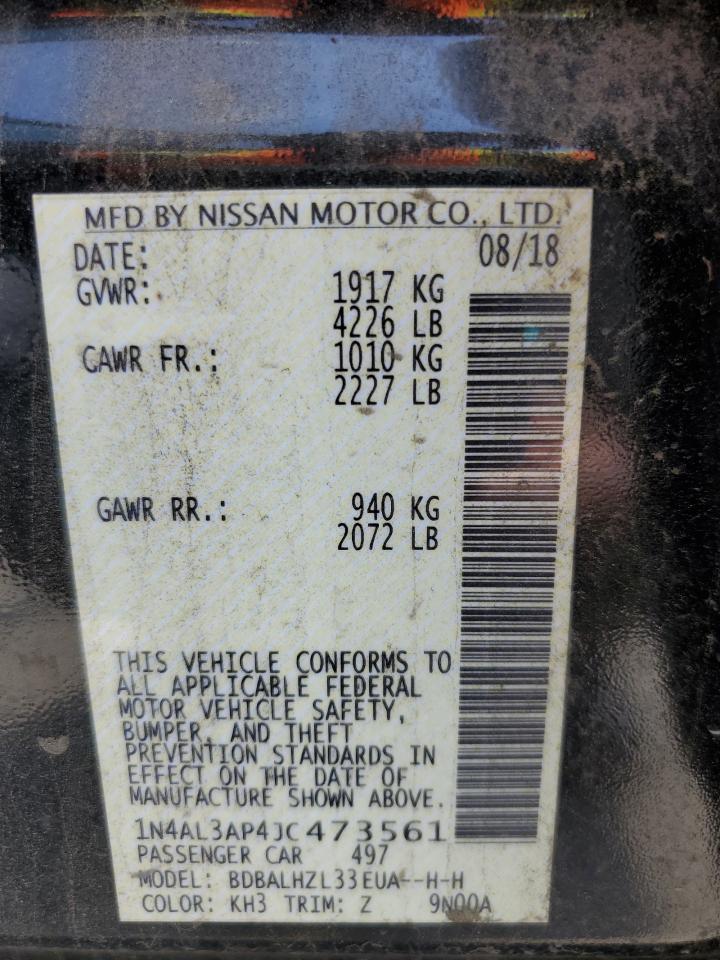 MFD BY NISSAN MOTOR CO., LTD.
DATE: 08/18
GVWR: 1917 KG
4226 LB
GAWR FR.: 1010 KG
2227 LB
GAWR RR.: 940 KG
2072 LB
THIS VEHICLE CONFORMS TO
ALL APPLICABLE FEDERAL
MOTOR VEHICLE SAFETY,
BUMPER, AND THEFT
PREVENTION STANDARDS IN
EFFECT ON THE DATE OF
MANUFACTURE SHOWN ABOVE.
1N4AL3AP4JC473561
PASSENGER CAR 497
MODEL: BDBALHZL33EUA--H-H
COLOR: KH3 TRIM: Z 9N00A